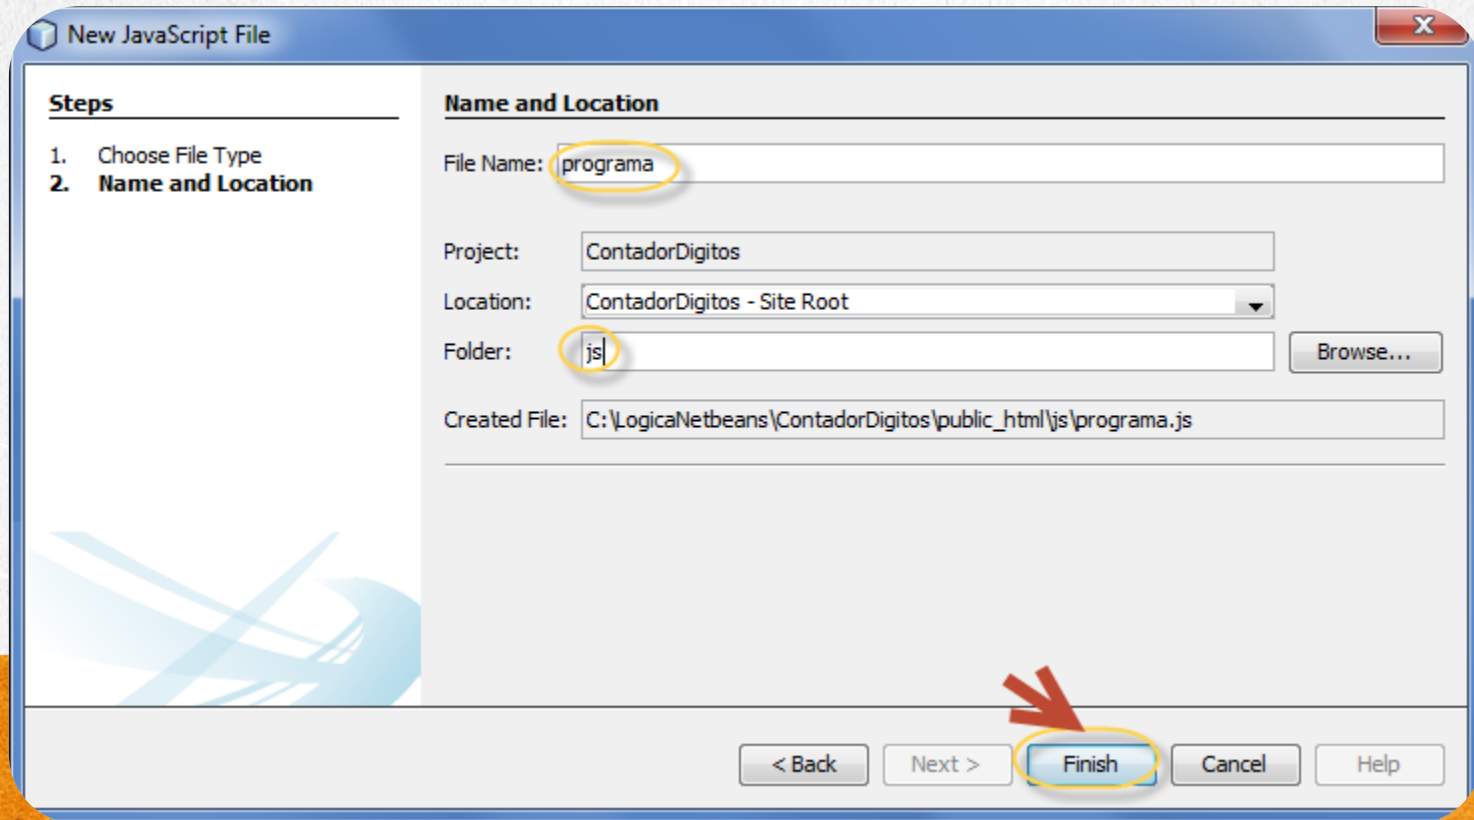 New JavaScript File
X
Steps
1. Choose File Type
2. Name and Location
Name and Location
File Name: programa
Project: ContadorDigitos
Location: ContadorDigitos - Site Root
Folder: js Browse...
Created File: C:\LogicaNetbeans\ContadorDigitos\public_html\js\programa.js
< Back Next > Finish Cancel Help